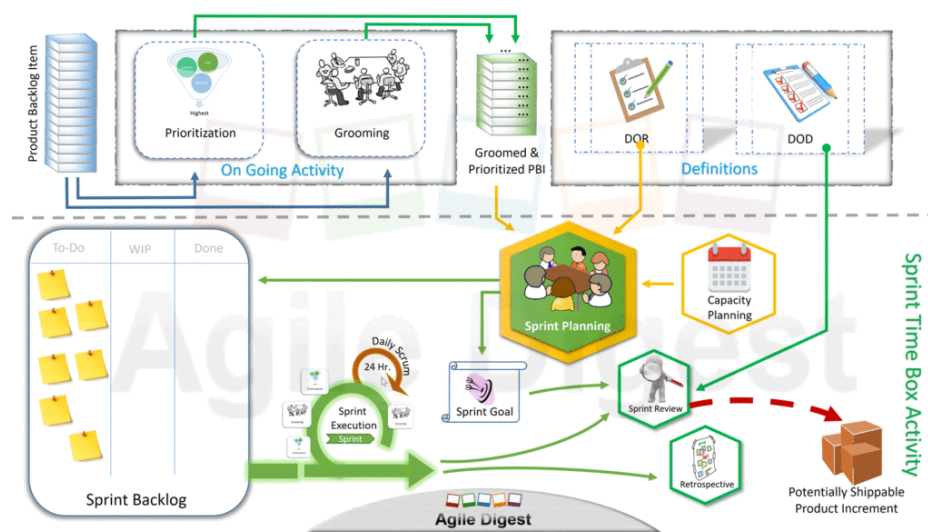 Product Backlog Item
Highest
Prioritization
Grooming
On Going Activity
Groomed &
Prioritized PBI
DOR
DOD
Definitions
To-Do
WIP
Done
Sprint Backlog
Sprint Planning
Capacity
Planning
Sprint Time Box Activity
Daily Scrum
24 Hr.
Sprint
Execution
Sprint
Sprint Goal
Sprint Review
Retrospective
Potentially Shippable
Product Increment
Agile Digest
Agile Digest